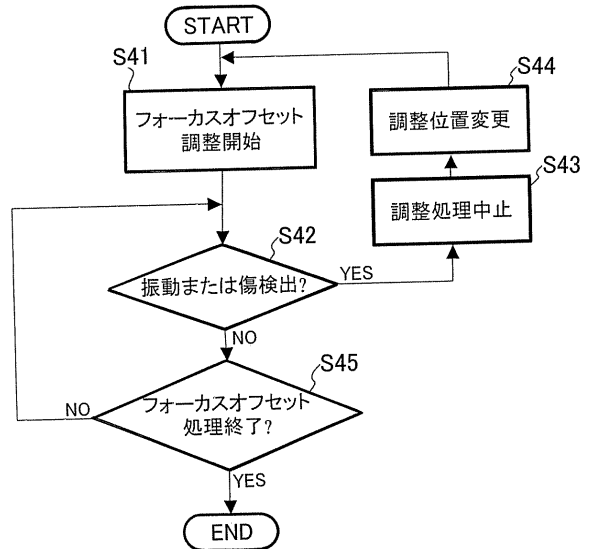 START
S41
フォーカスオフセット
調整開始
S44
調整位置変更
S43
調整処理中止
S42
振動または傷検出?
YES
NO
S45
フォーカスオフセット
処理終了?
NO
YES
END